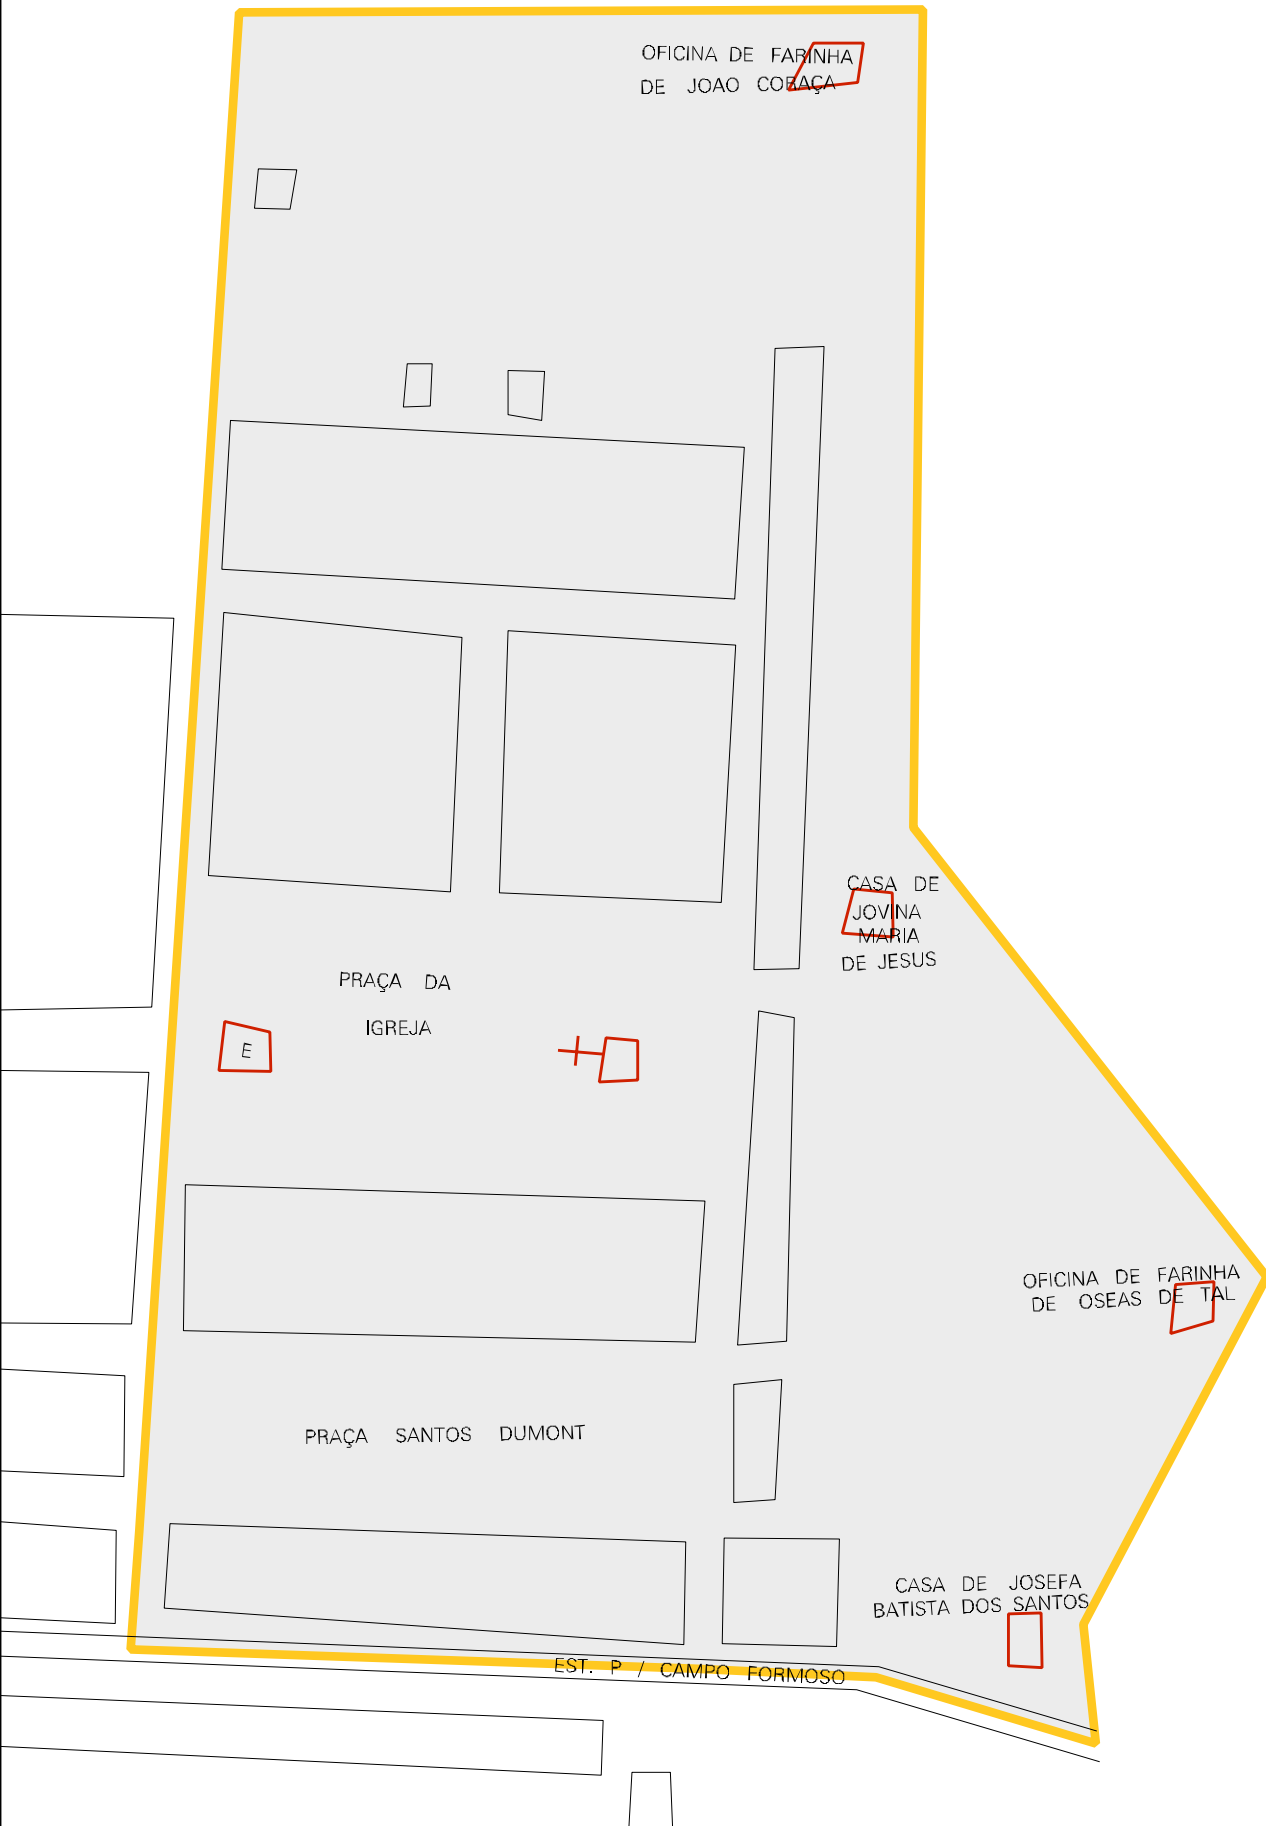 OFICINA DE FARINHA
DE JOAO COBAÇA
CASA DE
JOVINA
MARIA
DE JESUS
PRAÇA DA
IGREJA
E
OFICINA DE FARINHA
DE OSEAS DE TAL
PRAÇA SANTOS DUMONT
CASA DE JOSEFA
BATISTA DOS SANTOS
EST. P / CAMPO FORMOSO